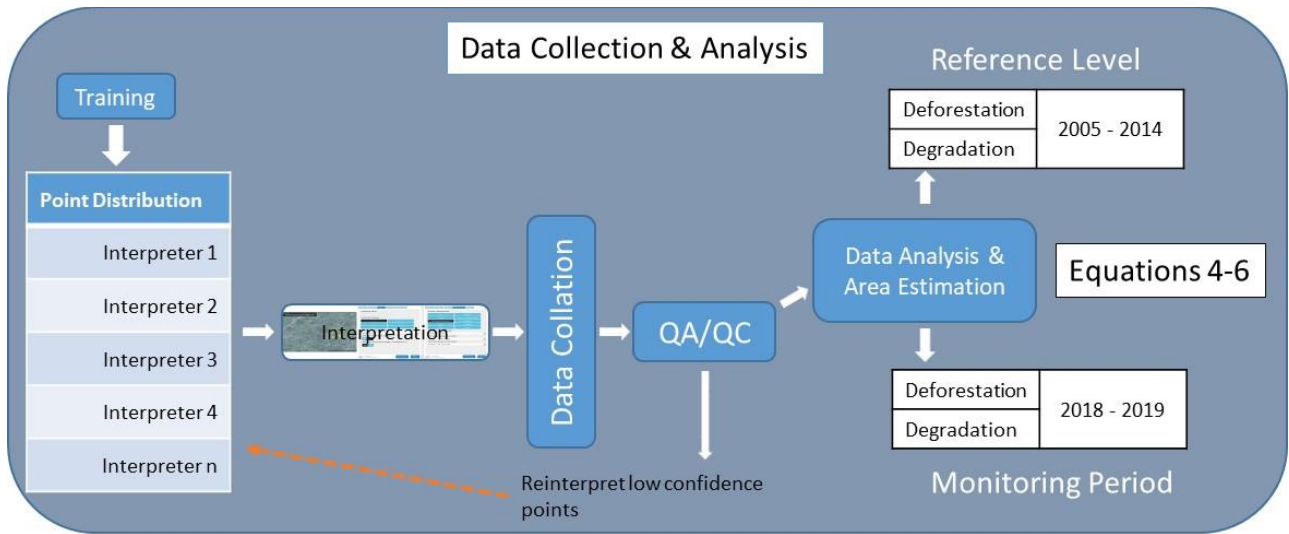 Data Collection & Analysis
Training
Point Distribution
Interpreter 1
Interpreter 2
Interpreter 3
Interpreter 4
Interpreter n
Interpretation
Data Collation
QA/QC
Reinterpret low confidence
points
Data Analysis &
Area Estimation
Equations 4-6
Reference Level
Deforestation
Degradation
2005 - 2014
Deforestation
Degradation
2018 - 2019
Monitoring Period